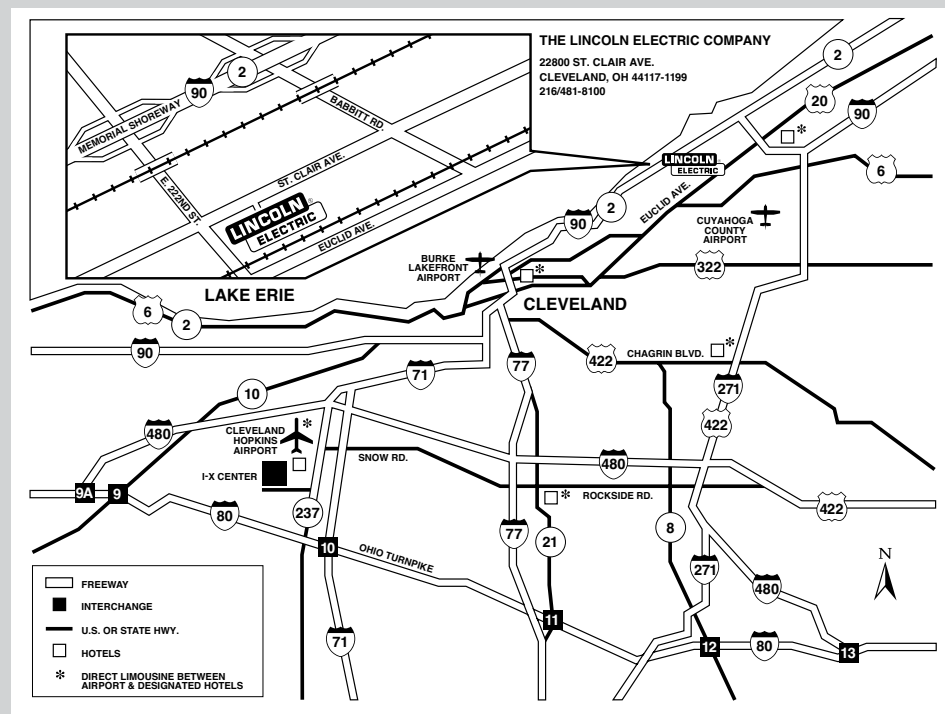 THE LINCOLN ELECTRIC COMPANY
22800 ST. CLAIR AVE.
CLEVELAND, OH 44117-1199
216/481-8100
2
90
MEMORIAL SHOREWAY
BABBITT RD.
E. 222ND ST.
ST. CLAIR AVE.
LINCOLN®
ELECTRIC
EUCLID AVE.
2
20
90
*
LINCOLN®
ELECTRIC
6
EUCLID AVE.
2
90
CUYAHOGA
COUNTY
AIRPORT
BURKE
LAKEFRONT
AIRPORT
*
322
LAKE ERIE
CLEVELAND
6
2
90
77
422
CHAGRIN BLVD.
*
71
271
10
422
480
CLEVELAND
HOPKINS
AIRPORT
*
SNOW RD.
480
I-X CENTER
9A
9
ROCKSIDE RD.
*
422
80
237
77
21
8
10
OHIO TURNPIKE
271
480
N
11
71
12
80
13
FREEWAY
INTERCHANGE
U.S. OR STATE HWY.
HOTELS
* DIRECT LIMOUSINE BETWEEN
AIRPORT & DESIGNATED HOTELS